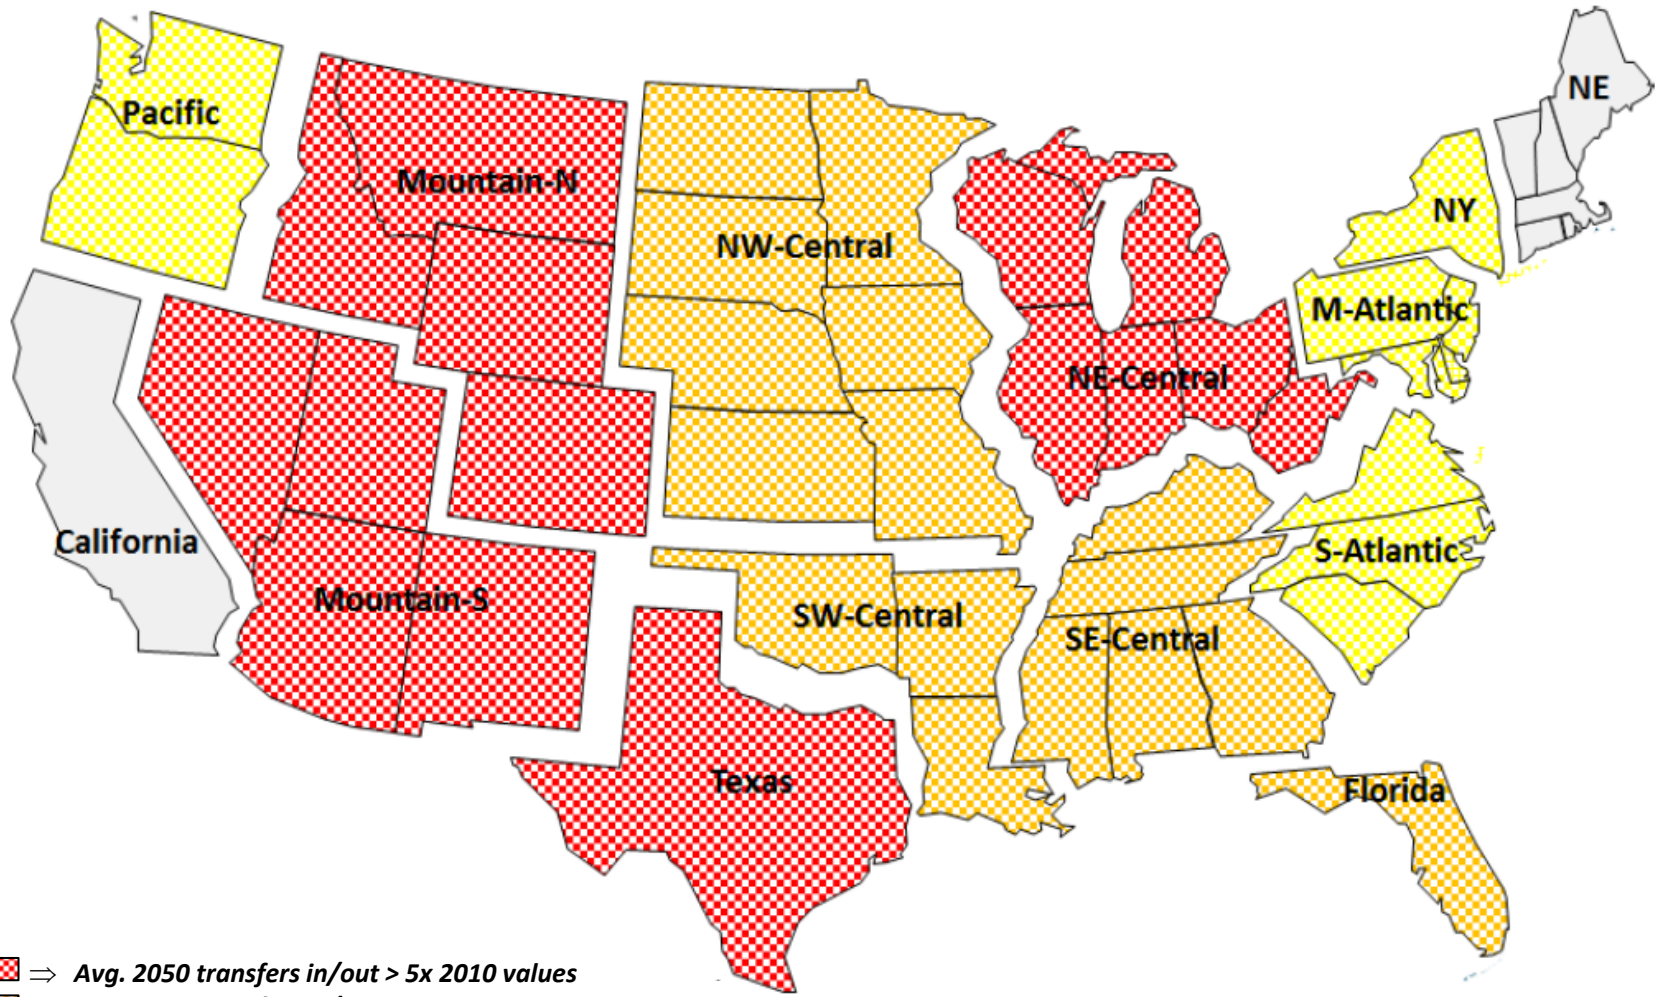 NE
Pacific
Mountain-N
NY
NW-Central
M-Atlantic
NE-Central
California
S-Atlantic
Mountain-S
SW-Central
SE-Central
Texas
Florida
⇒ Avg. 2050 transfers in/out > 5x 2010 values